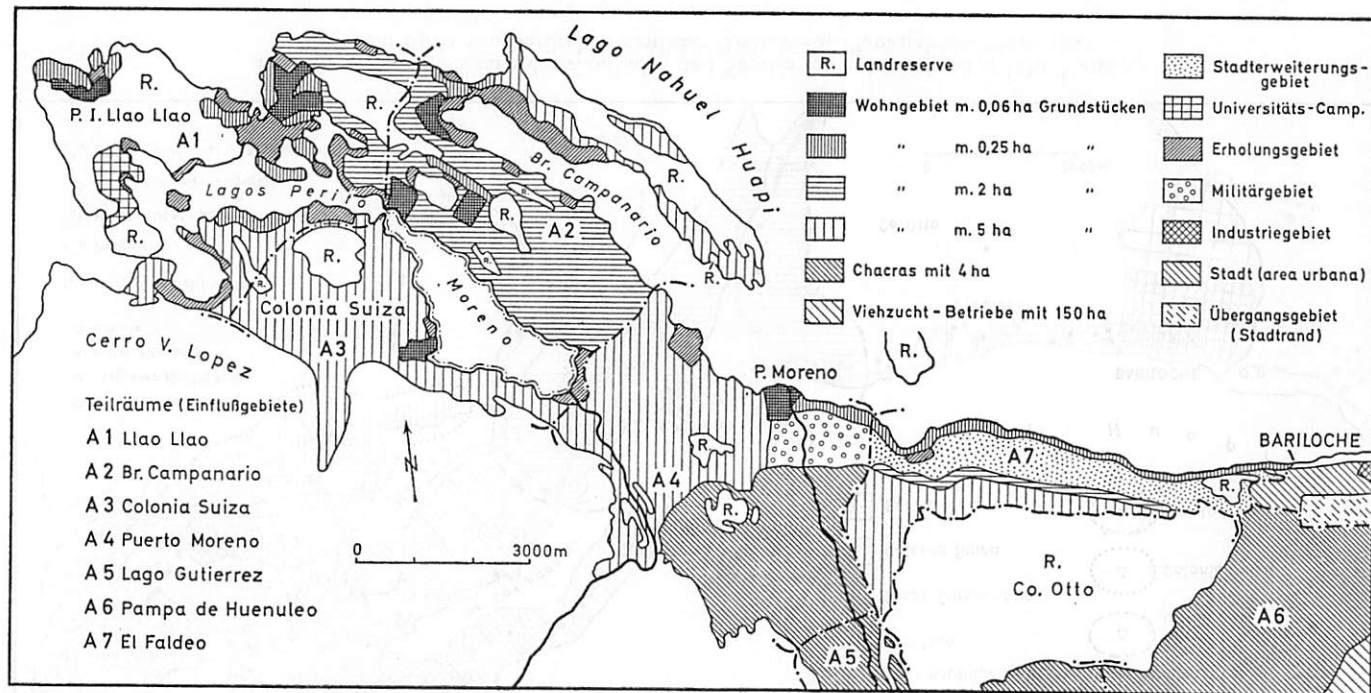 Lago Nahuel Huapi
R.
P. I. Llao Llao
A1
Lagos Perito
Moreno
R.
R.
Br. Campanario
R.
R.
A2
R.
R.
R.
R.
R.
Colonia Suiza
A3
Cerro V. Lopez
R.
P. Moreno
R.
A4
R.
A7
BARILOCHE
R.
R.
Co. Otto
A5
A6
R. Landreserve
Wohngebiet m. 0,06 ha Grundstücken
" m. 0,25 ha "
" m. 2 ha "
" m. 5 ha "
Chacras mit 4 ha
Viehzucht - Betriebe mit 150 ha
Stadterweiterungs-
gebiet
Universitäts-Camp.
Erholungsgebiet
Militärgebiet
Industriegebiet
Stadt (area urbana)
Übergangsgebiet
(Stadtrand)
Teilräume (Einflußgebiete)
A1 Llao Llao
A2 Br. Campanario
A3 Colonia Suiza
A4 Puerto Moreno
A5 Lago Gutierrez
A6 Pampa de Huenuleo
A7 El Faldeo
N
0 3000m